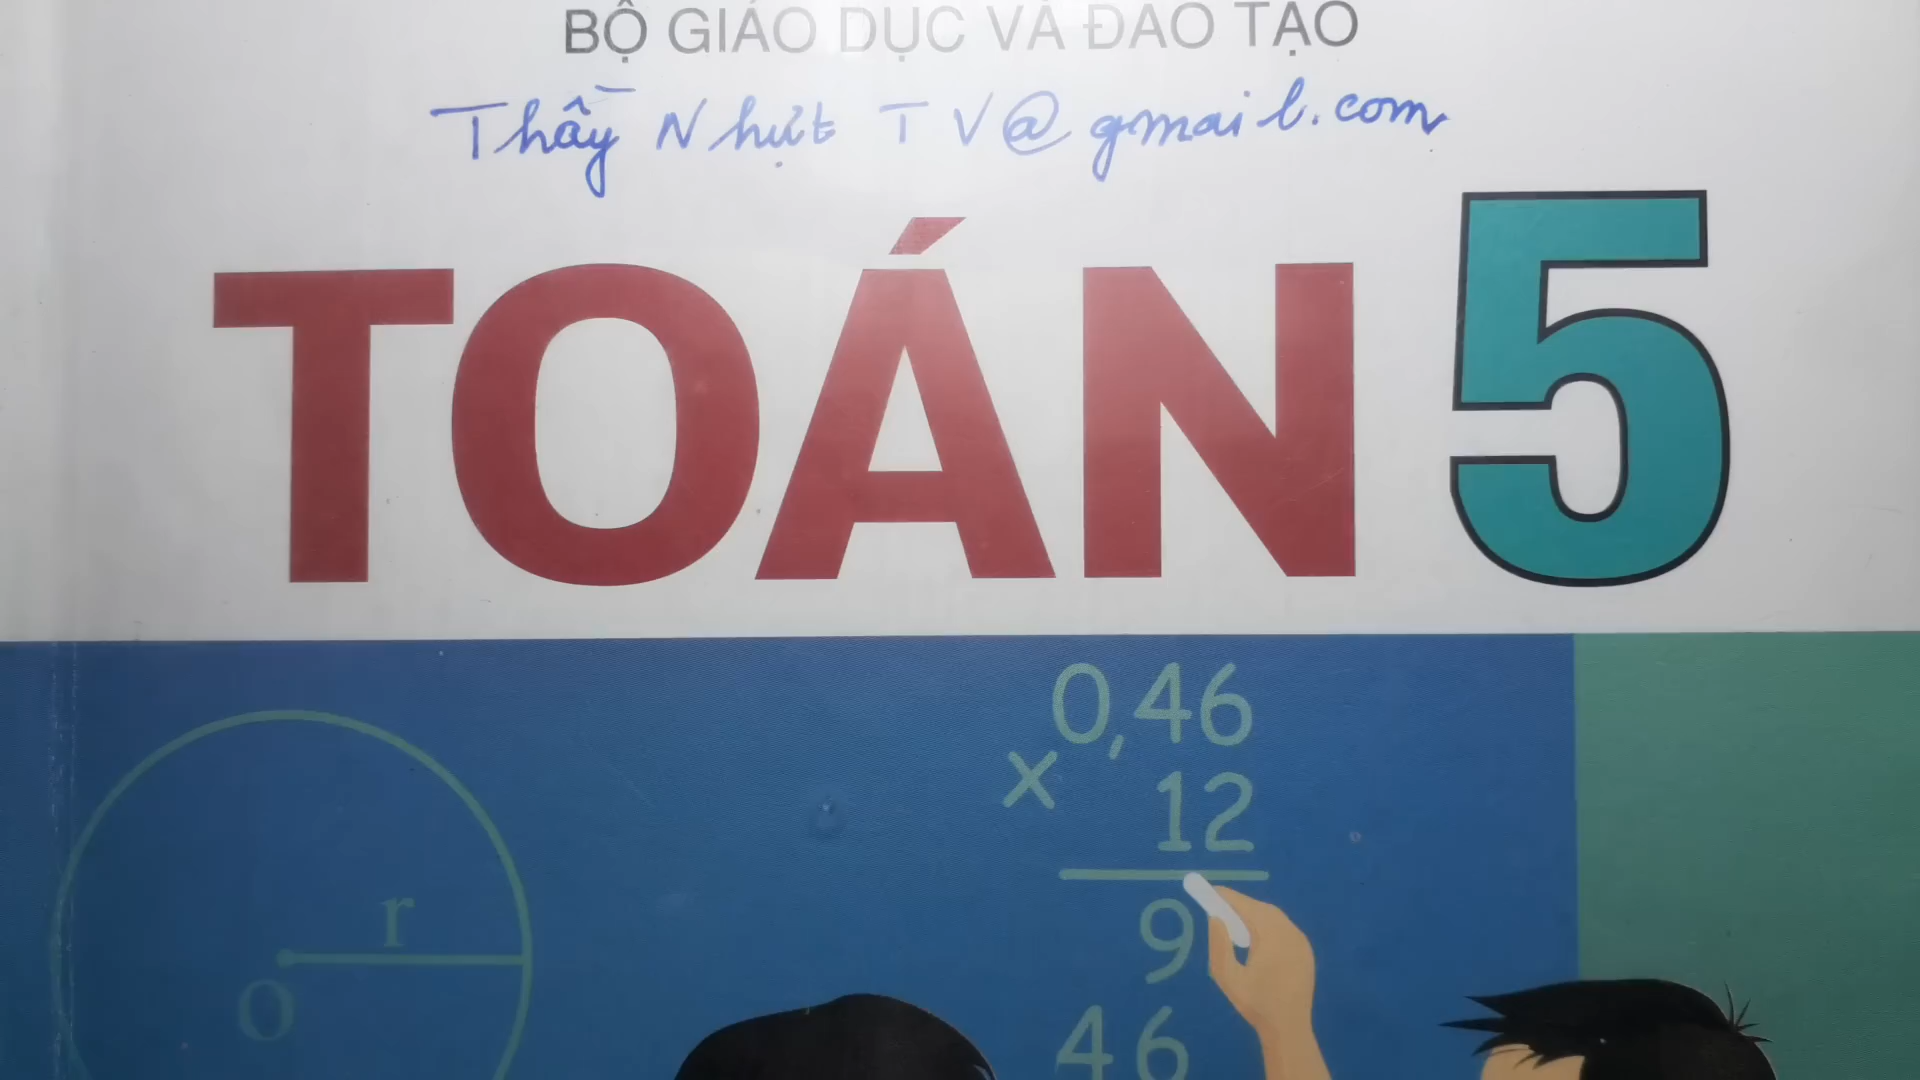 BỘ GIÁO DỤC VÀ ĐÀO TẠO
Thầy Nhựt TV@gmail.com
TOÁN 5
0,46
x
12
9
46
r
O